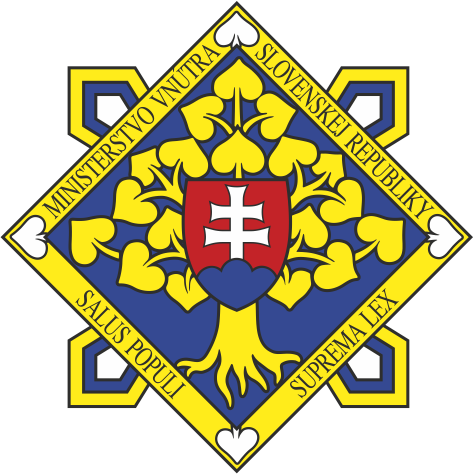 MINISTERSTVO VNÚTRA
SLOVENSKEJ REPUBLIKY
SALUS POPULI
SUPREMA LEX